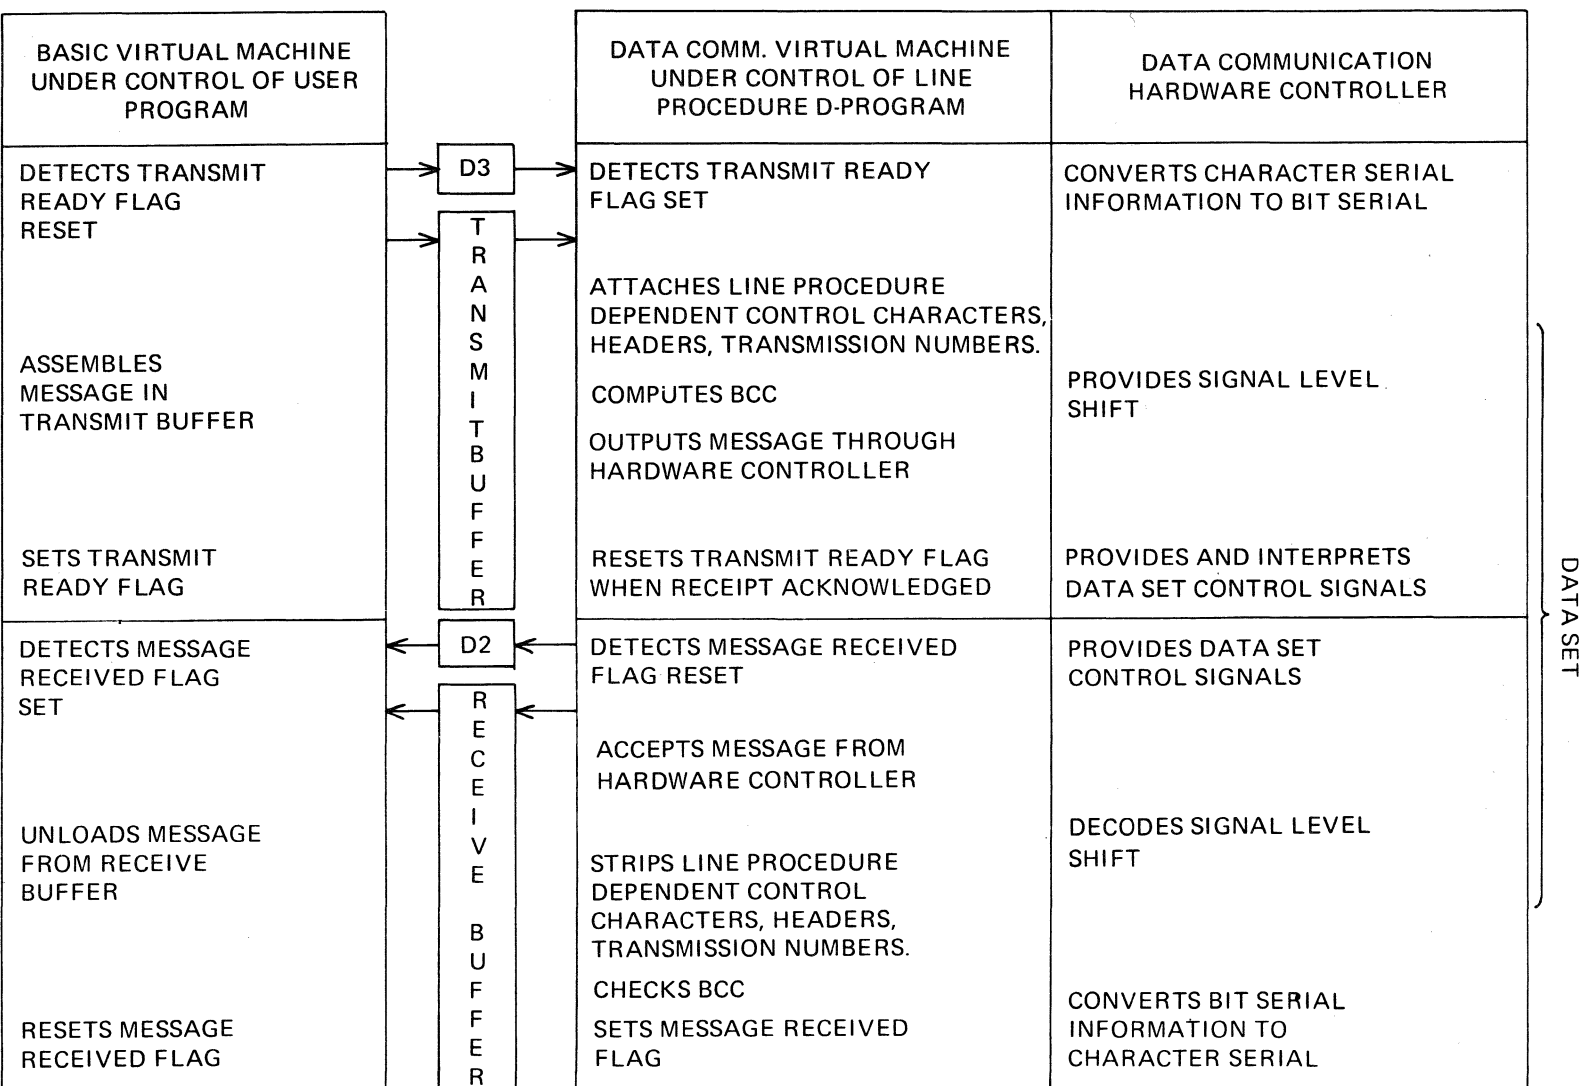 BASIC VIRTUAL MACHINE
UNDER CONTROL OF USER
PROGRAM
DATA COMM. VIRTUAL MACHINE
UNDER CONTROL OF LINE
PROCEDURE D-PROGRAM
DATA COMMUNICATION
HARDWARE CONTROLLER
DETECTS TRANSMIT
READY FLAG
RESET
ASSEMBLES
MESSAGE IN
TRANSMIT BUFFER
SETS TRANSMIT
READY FLAG
D3
TRANSMITBUFFER
DETECTS TRANSMIT READY
FLAG SET
ATTACHES LINE PROCEDURE
DEPENDENT CONTROL CHARACTERS,
HEADERS, TRANSMISSION NUMBERS.
COMPUTES BCC
OUTPUTS MESSAGE THROUGH
HARDWARE CONTROLLER
RESETS TRANSMIT READY FLAG
WHEN RECEIPT ACKNOWLEDGED
CONVERTS CHARACTER SERIAL
INFORMATION TO BIT SERIAL
PROVIDES SIGNAL LEVEL
SHIFT
PROVIDES AND INTERPRETS
DATA SET CONTROL SIGNALS
DETECTS MESSAGE
RECEIVED FLAG
SET
UNLOADS MESSAGE
FROM RECEIVE
BUFFER
RESETS MESSAGE
RECEIVED FLAG
D2
RECEIVE BUFFER
DETECTS MESSAGE RECEIVED
FLAG RESET
ACCEPTS MESSAGE FROM
HARDWARE CONTROLLER
STRIPS LINE PROCEDURE
DEPENDENT CONTROL
CHARACTERS, HEADERS,
TRANSMISSION NUMBERS.
CHECKS BCC
SETS MESSAGE RECEIVED
FLAG
PROVIDES DATA SET
CONTROL SIGNALS
DECODES SIGNAL LEVEL
SHIFT
CONVERTS BIT SERIAL
INFORMATION TO
CHARACTER SERIAL
DATA SET